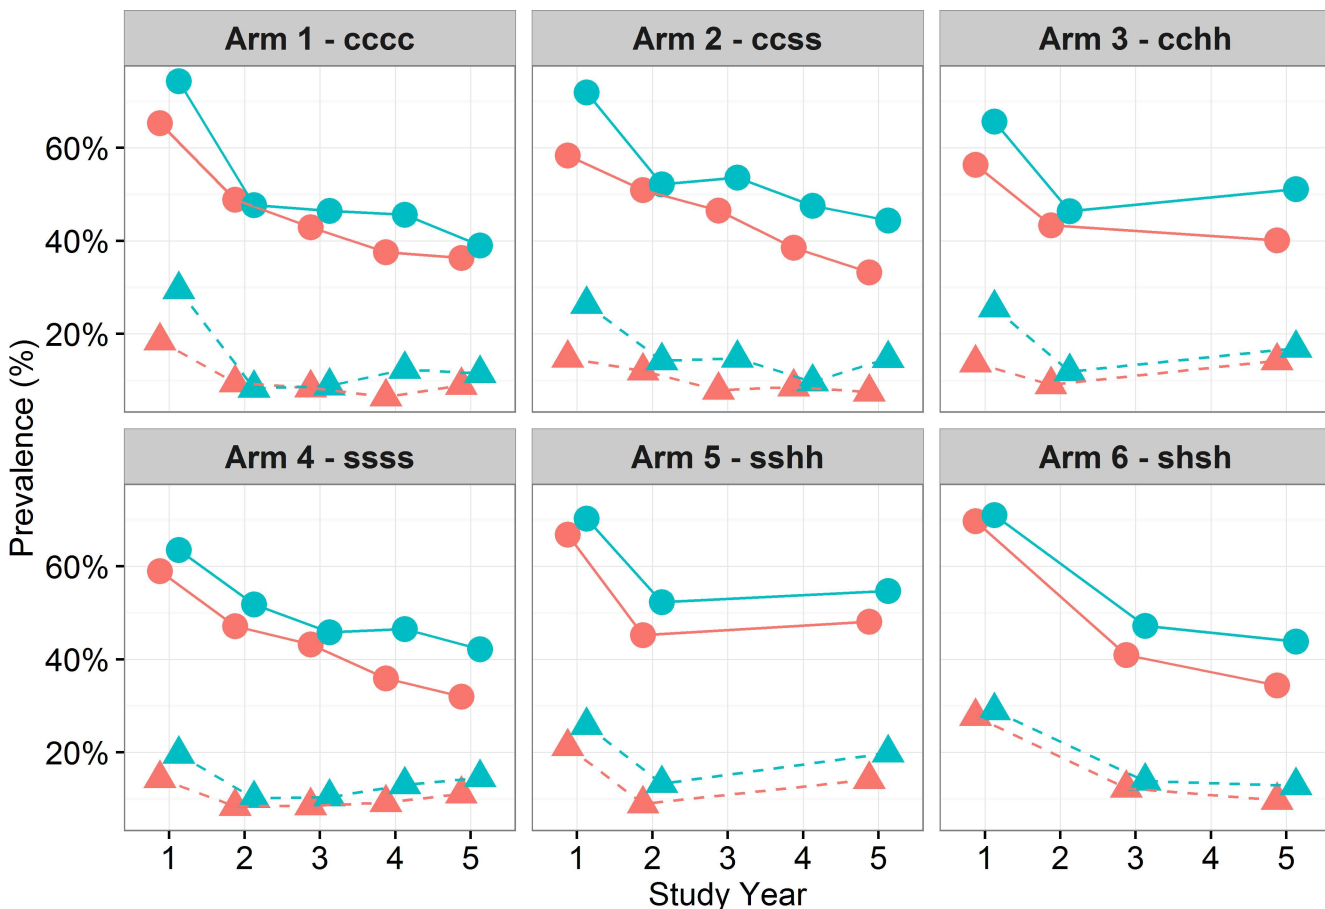 Arm 1 - cccc
Arm 2 - ccss
Arm 3 - cchh
60%
40%
20%
Prevalence (%)
Arm 4 - ssss
Arm 5 - sshh
Arm 6 - shsh
60%
40%
20%
1 2 3 4 5
1 2 3 4 5
1 2 3 4 5
Study Year